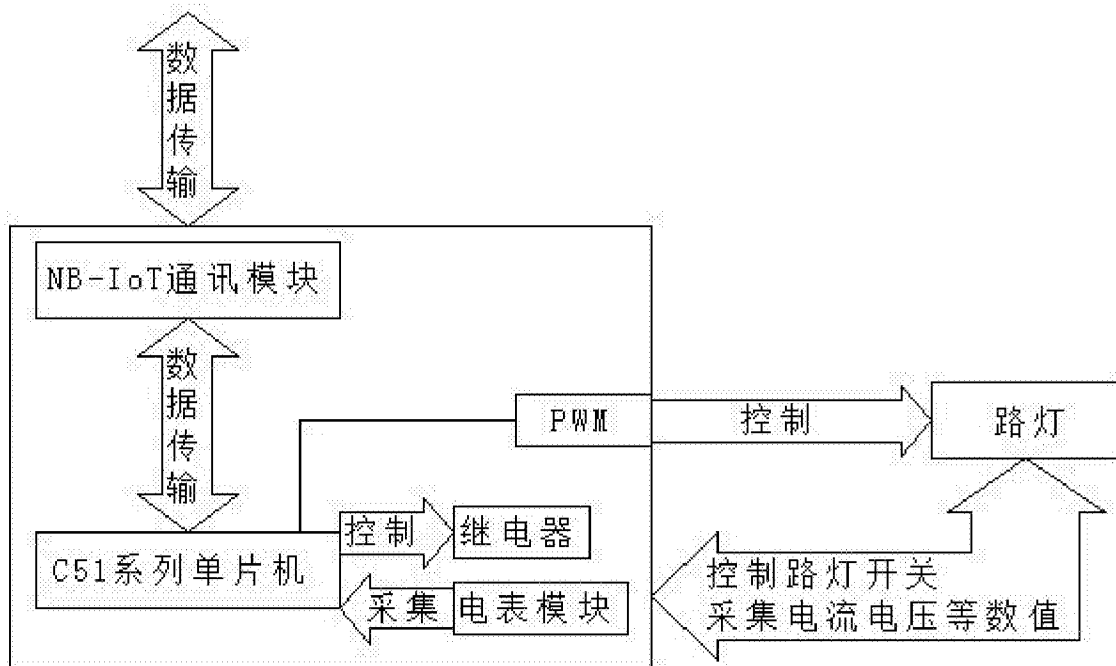 数据传输
NB-IoT通讯模块
数据传输
PWM
控制
路灯
控制
继电器
C51系列单片机
采集
电表模块
控制路灯开关
采集电流电压等数值